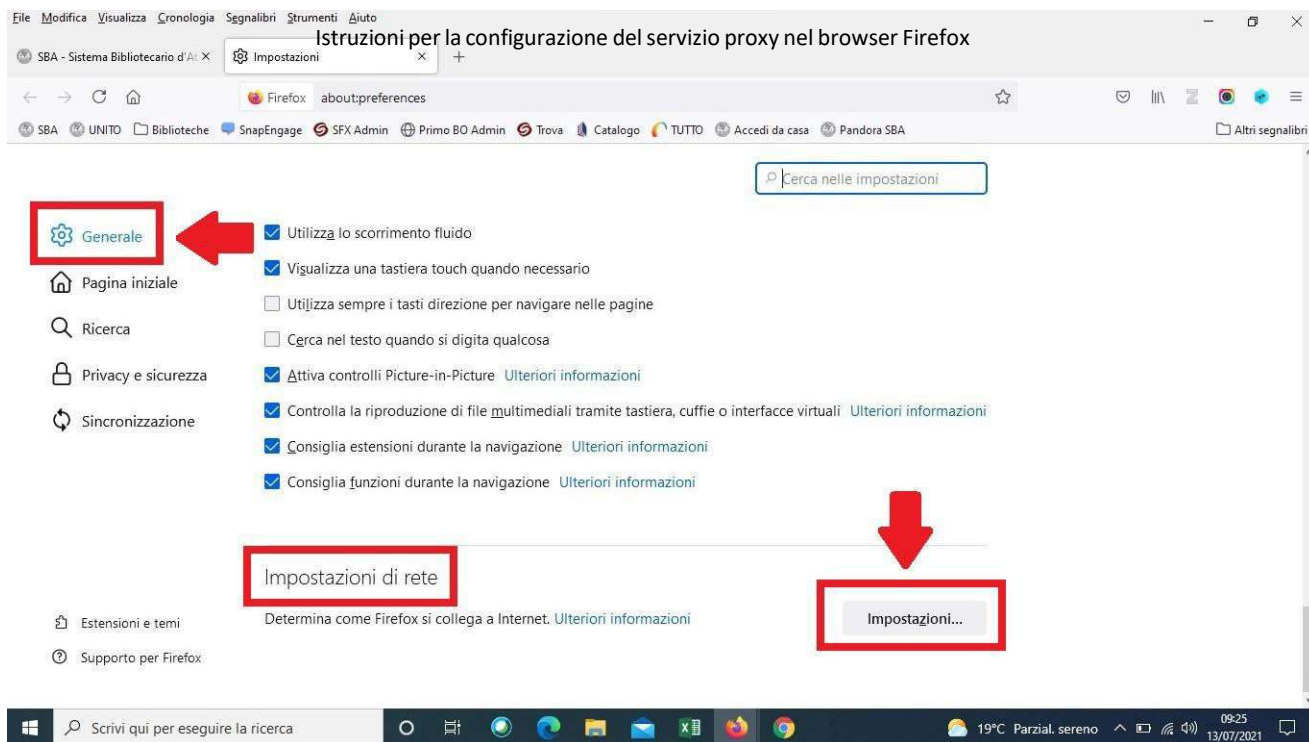 File Modifica Visualizza Cronologia Segnalibri Strumenti Aiuto
Istruzioni per la configurazione del servizio proxy nel browser Firefox
SBA - Sistema Bibliotecario d'At
Impostazioni
Firefox about:preferences
SBA UNITO Biblioteche SnapEngage SFX Admin Primo BO Admin Trova Catalogo TUTTO Accedi da casa Pandora SBA Altri segnalibri
Cerca nelle impostazioni
Generale
Pagina iniziale
Ricerca
Privacy e sicurezza
Sincronizzazione
Utilizza lo scorrimento fluido
Visualizza una tastiera touch quando necessario
Utilizza sempre i tasti direzione per navigare nelle pagine
Cerca nel testo quando si digita qualcosa
Attiva controlli Picture-in-Picture Ulteriori informazioni
Controlla la riproduzione di file multimediali tramite tastiera, cuffie o interfacce virtuali Ulteriori informazioni
Consiglia estensioni durante la navigazione Ulteriori informazioni
Consiglia funzioni durante la navigazione Ulteriori informazioni
Impostazioni di rete
Determina come Firefox si collega a Internet. Ulteriori informazioni
Impostazioni...
Estensioni e temi
Supporto per Firefox
Scrivi qui per eseguire la ricerca
19°C Parzial. sereno
09:25
13/07/2021